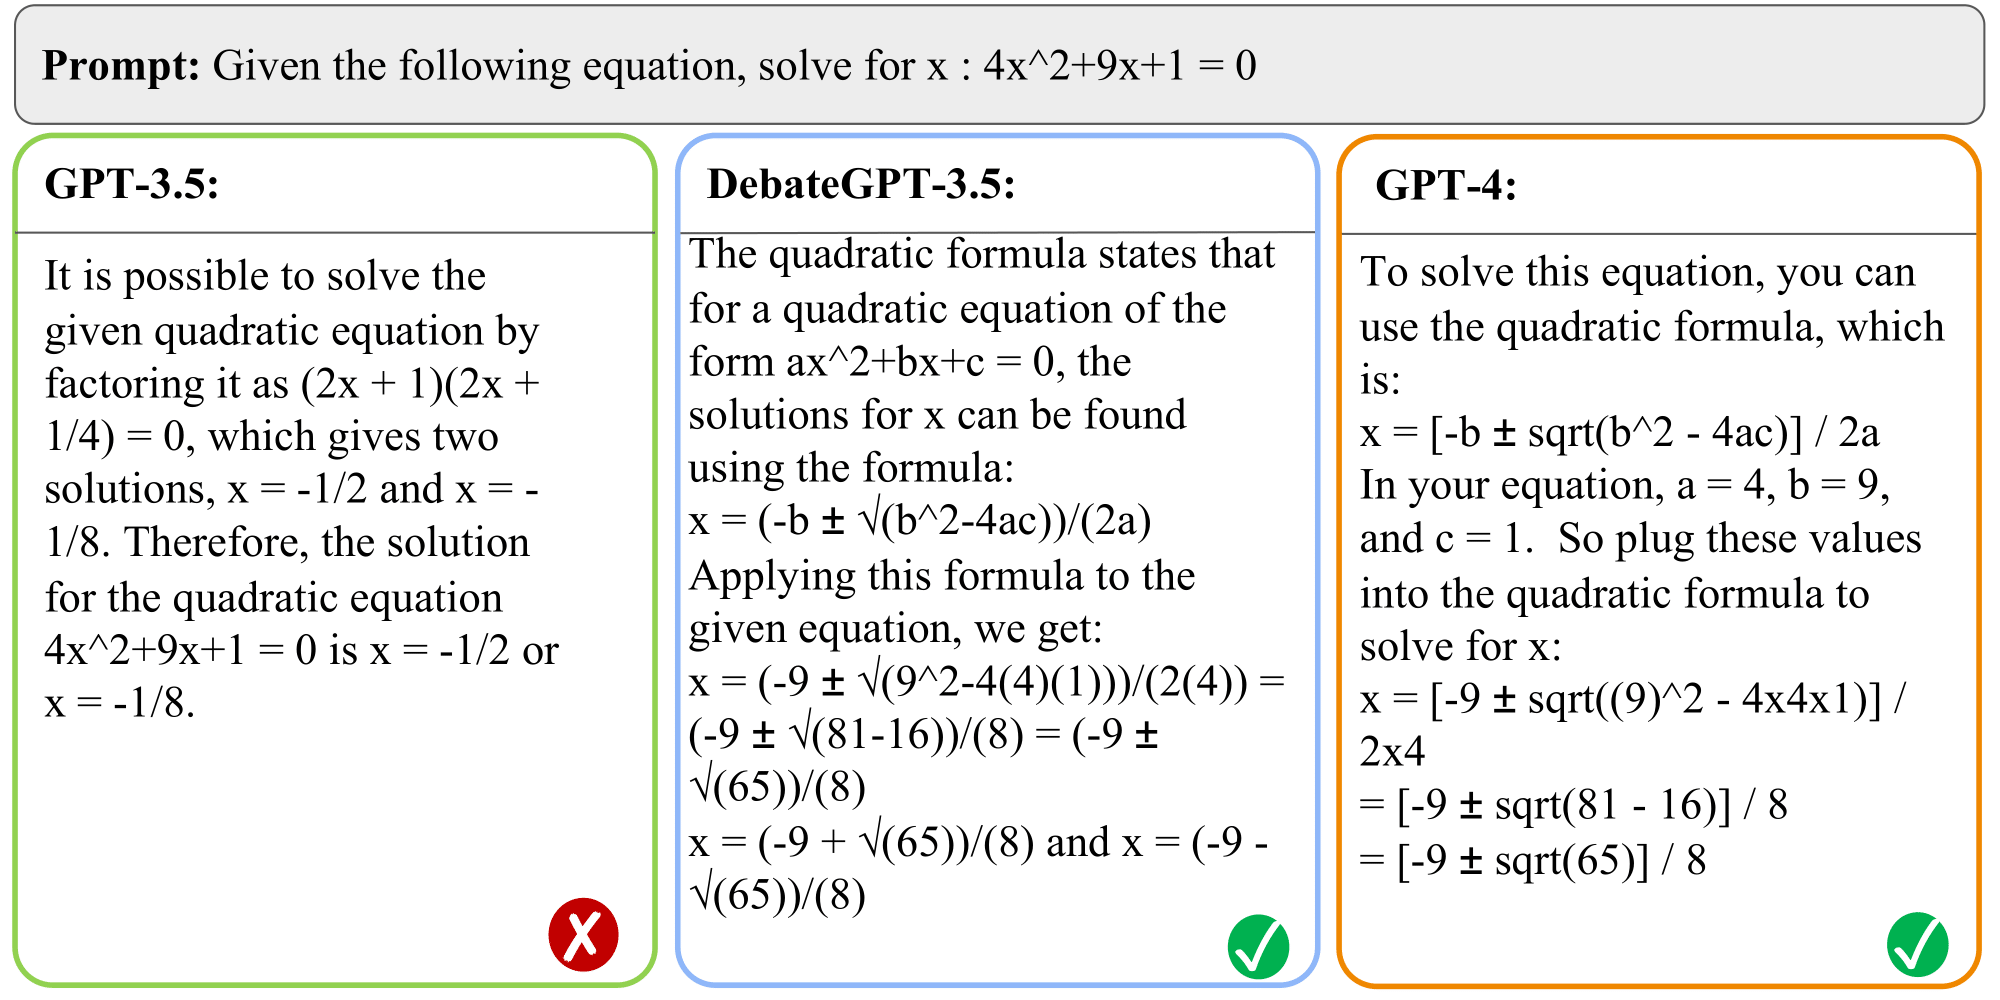 Prompt: Given the following equation, solve for x : 4x^2+9x+1 = 0
GPT-3.5:
It is possible to solve the
given quadratic equation by
factoring it as (2x + 1)(2x +
1/4) = 0, which gives two
solutions, x = -1/2 and x = -
1/8. Therefore, the solution
for the quadratic equation
4x^2+9x+1 = 0 is x = -1/2 or
x = -1/8.
DebateGPT-3.5:
The quadratic formula states that
for a quadratic equation of the
form ax^2+bx+c = 0, the
solutions for x can be found
using the formula:
x = (-b ± √(b^2-4ac))/(2a)
Applying this formula to the
given equation, we get:
x = (-9 ± √(9^2-4(4)(1)))/(2(4)) =
(-9 ± √(81-16))/(8) = (-9 ±
√(65))/(8)
x = (-9 + √(65))/(8) and x = (-9 -
√(65))/(8)
GPT-4:
To solve this equation, you can
use the quadratic formula, which
is:
x = [-b ± sqrt(b^2 - 4ac)] / 2a
In your equation, a = 4, b = 9,
and c = 1.  So plug these values
into the quadratic formula to
solve for x:
x = [-9 ± sqrt((9)^2 - 4x4x1)] /
2x4
= [-9 ± sqrt(81 - 16)] / 8
= [-9 ± sqrt(65)] / 8